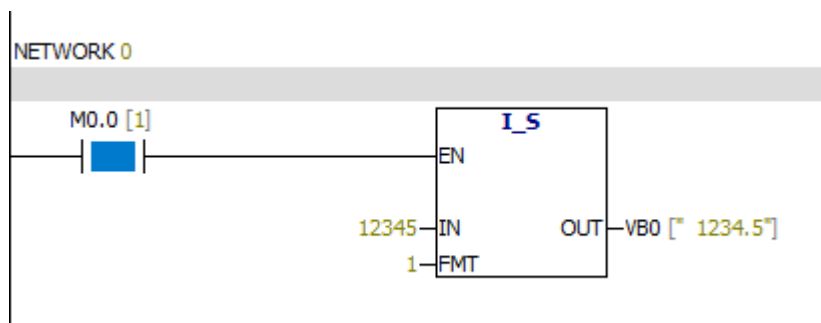 NETWORK 0
M0.0 [1]
I_S
EN
12345 IN OUT VB0 ["  1234.5"]
1 FMT